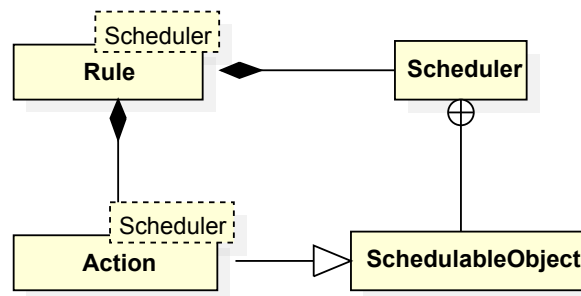 Scheduler
Rule
Scheduler
Scheduler
Action
SchedulableObject